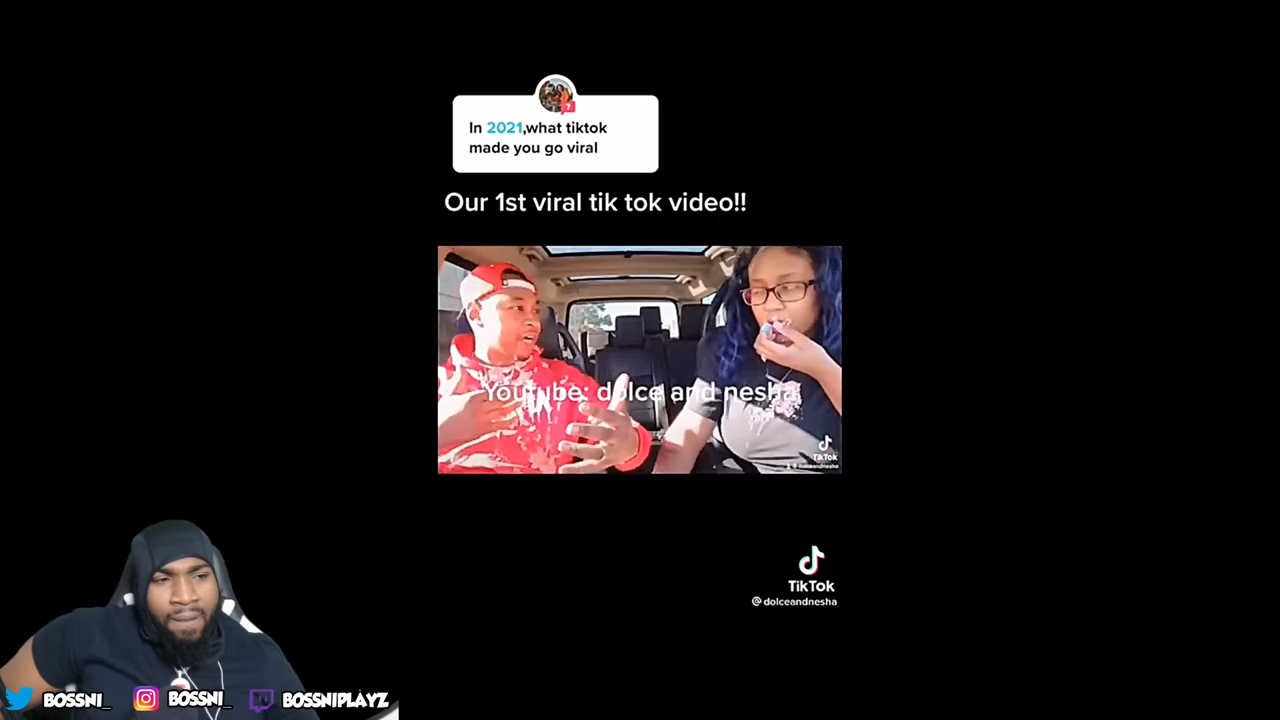 In 2021,what tiktok
made you go viral
Our 1st viral tik tok video!!
Youtube: dolce and nesha
TikTok
@dolceandnesha
TikTok
@dolceandnesha
BOSSNI_
BOSSNI_
BOSSNIPLAYZ